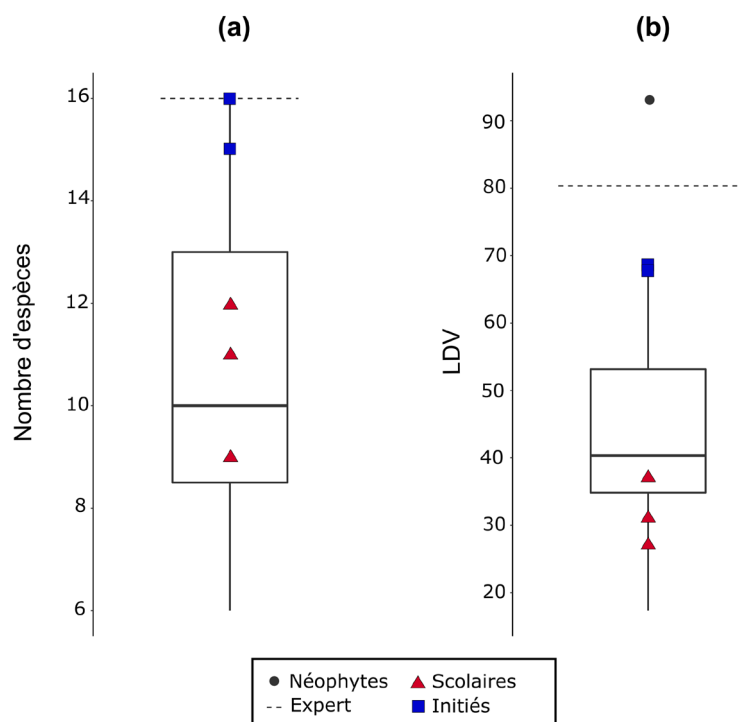 (a)
Nombre d'espèces
16
14
12
10
8
6
(b)
LDV
90
80
70
60
50
40
30
20
Néophytes
Scolaires
Expert
Initiés